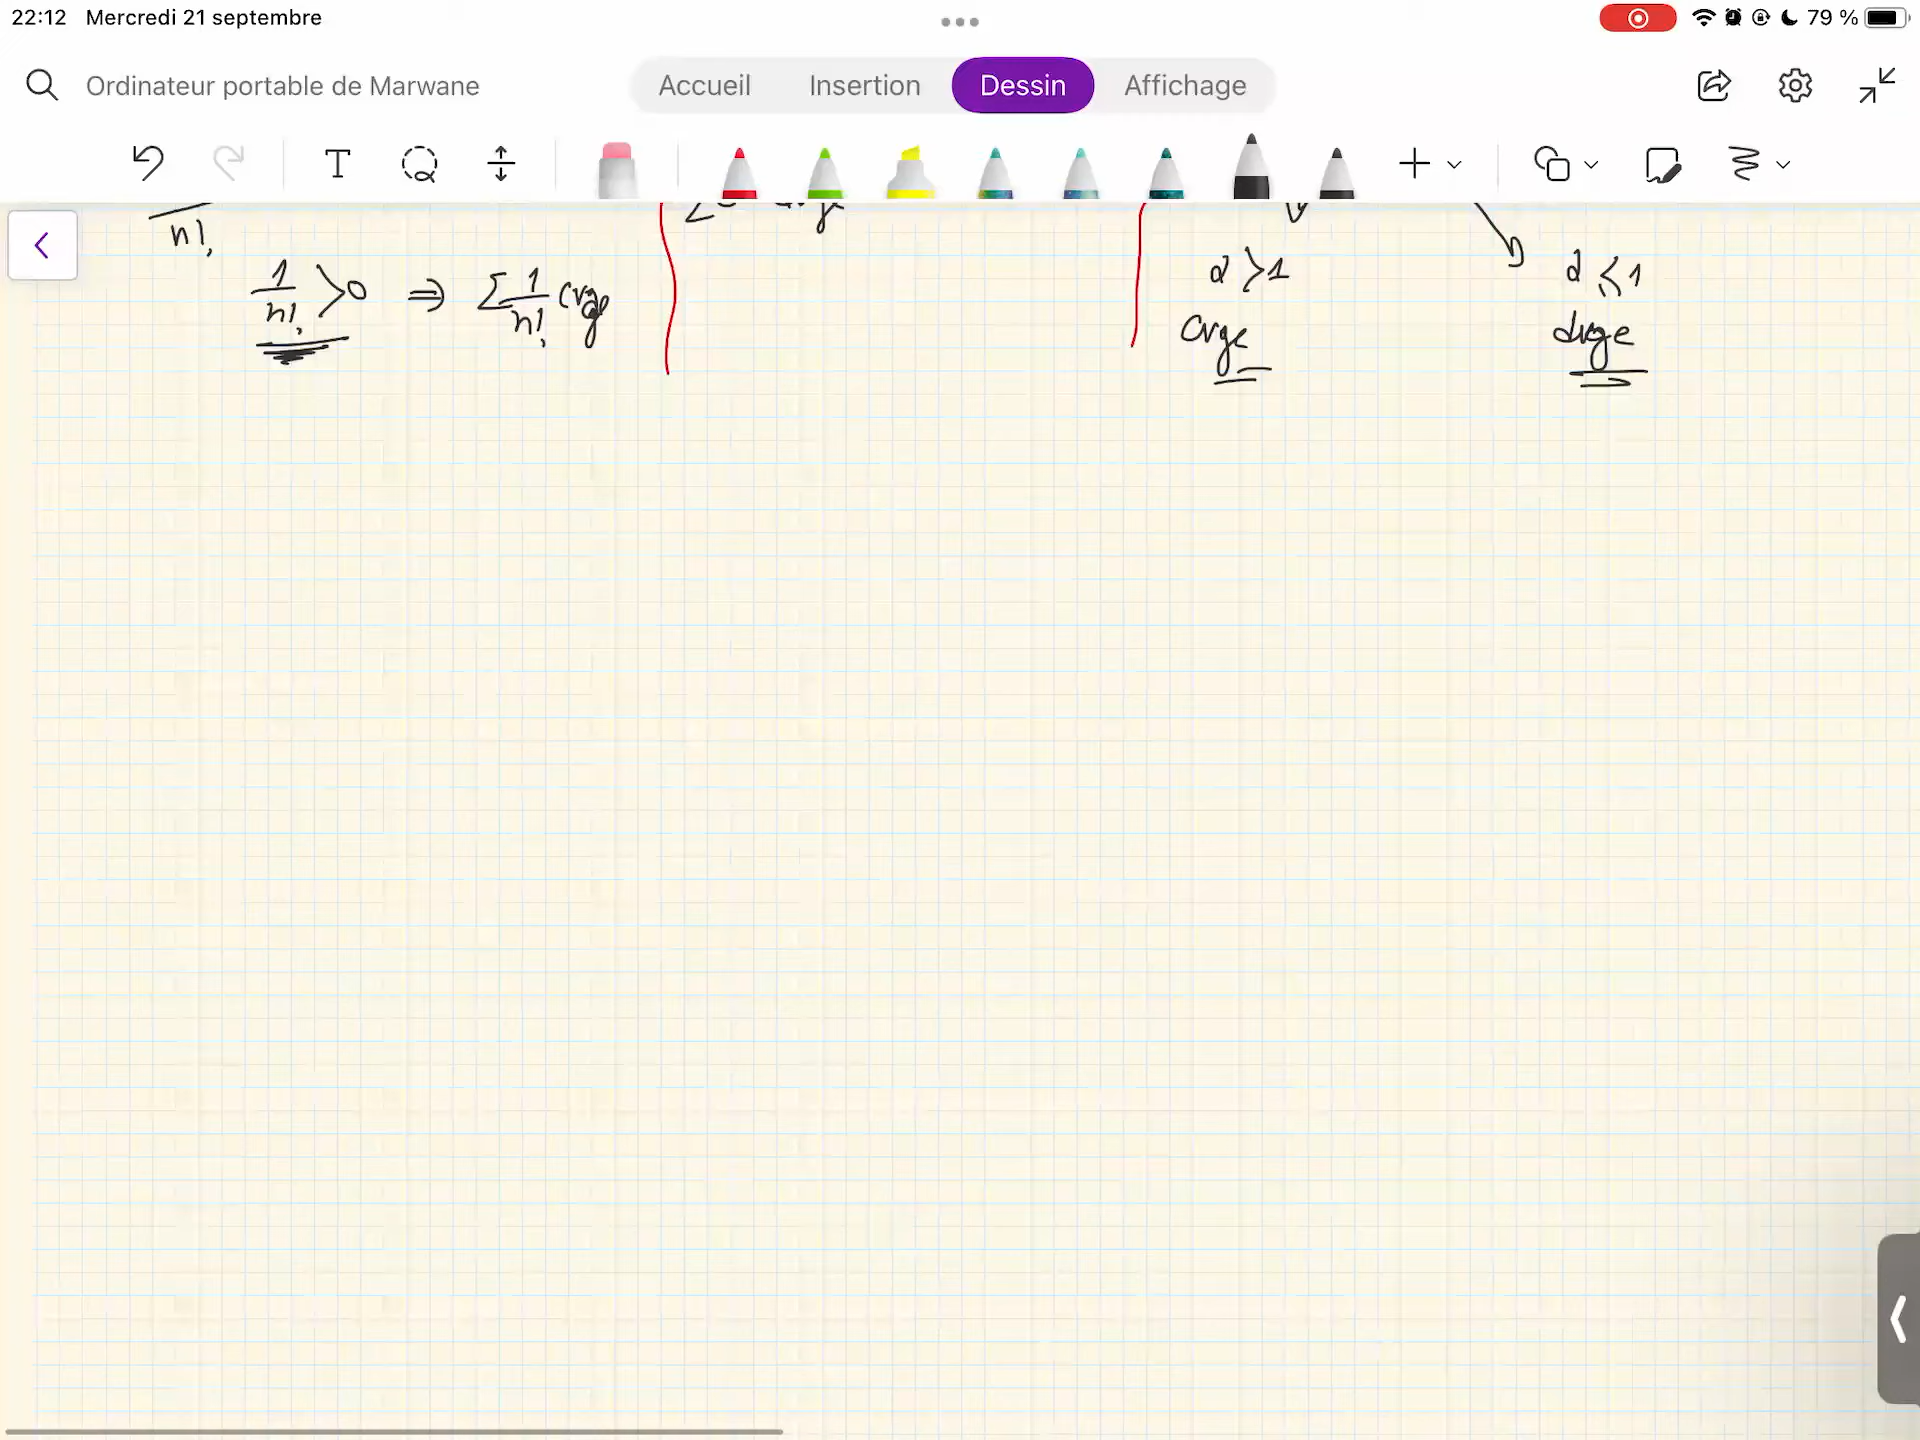 22:12 Mercredi 21 septembre
79 %
Ordinateur portable de Marwane
Accueil Insertion Dessin Affichage
T
n!
1/n! > 0 ⇒ Σ 1/n! cvge
α > 1
cvge
α ≤ 1
dvge